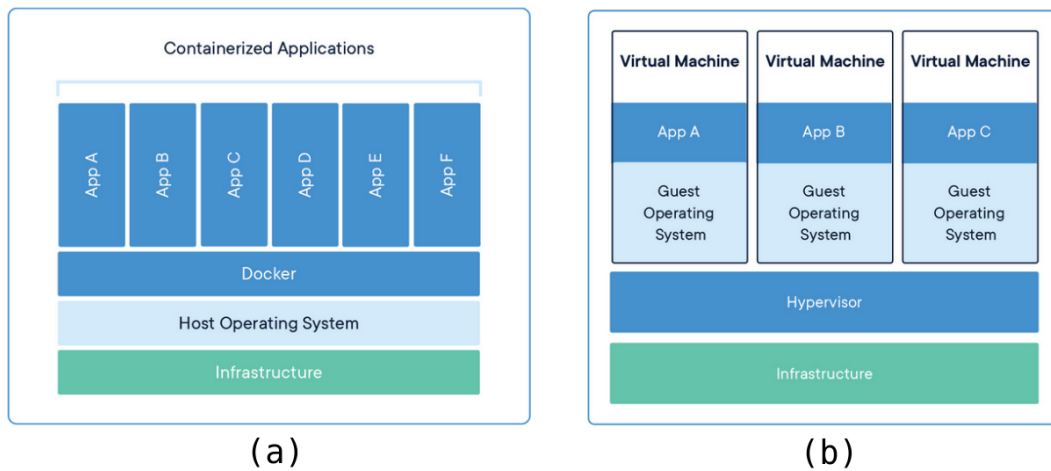 Containerized Applications
App A
App B
App C
App D
App E
App F
Docker
Host Operating System
Infrastructure
(a)
Virtual Machine
App A
Guest
Operating
System
Virtual Machine
App B
Guest
Operating
System
Virtual Machine
App C
Guest
Operating
System
Hypervisor
Infrastructure
(b)